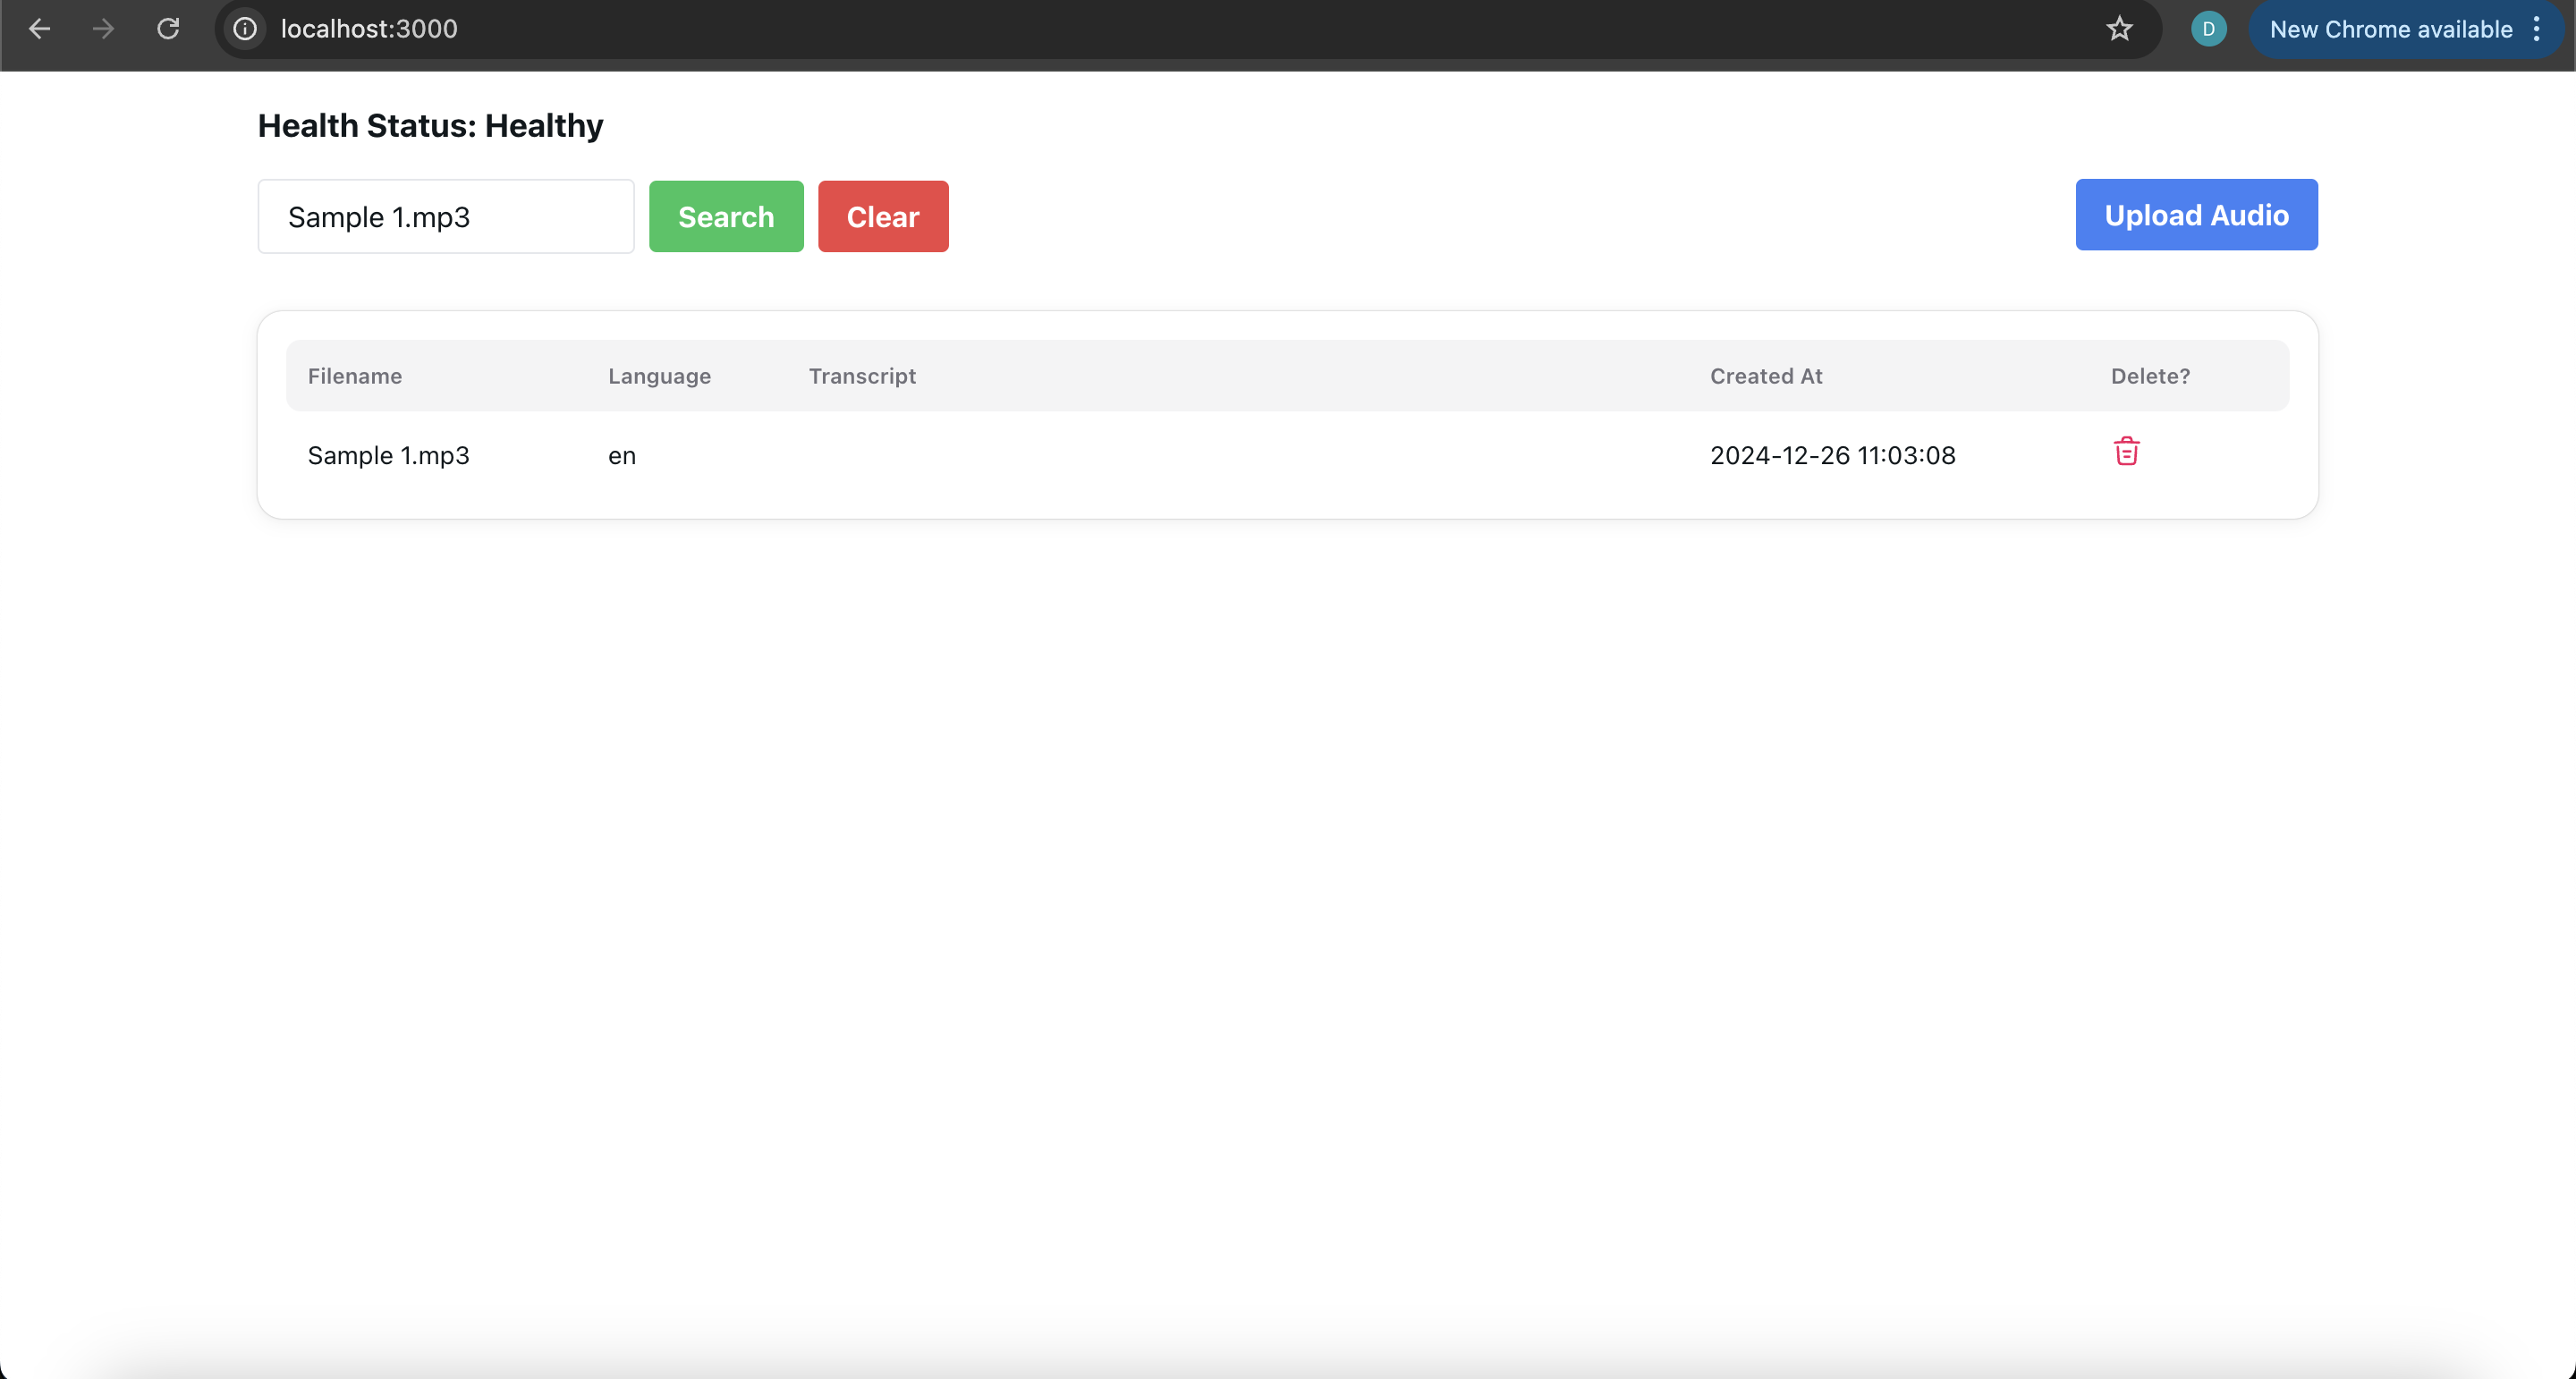 localhost:3000
D
New Chrome available
Health Status: Healthy
Sample 1.mp3
Search
Clear
Upload Audio
Filename Language Transcript Created At Delete?
Sample 1.mp3 en 2024-12-26 11:03:08